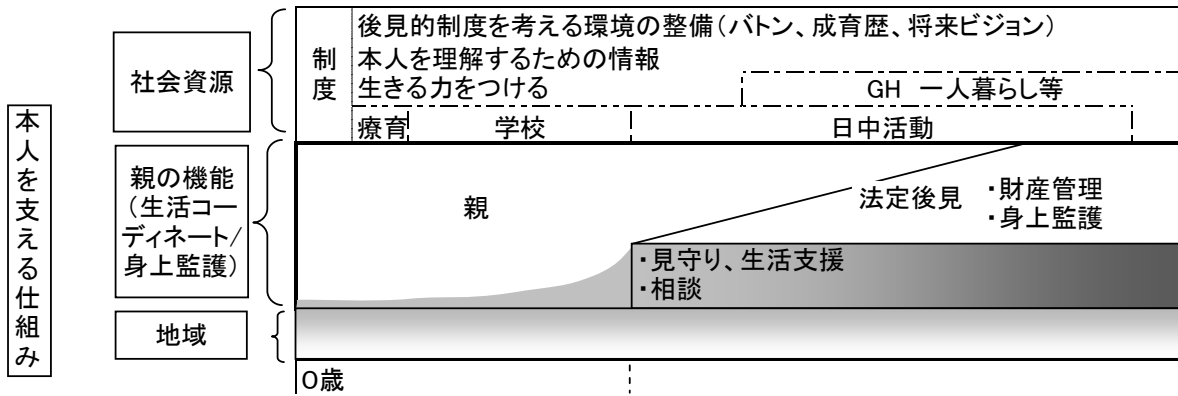 本人を支える仕組み
社会資源
制度
後見的制度を考える環境の整備(バトン、成育歴、将来ビジョン)
本人を理解するための情報
生きる力をつける
GH 一人暮らし等
療育
学校
日中活動
親の機能
(生活コー
ディネート/
身上監護)
親
法定後見
・財産管理
・身上監護
・見守り、生活支援
・相談
地域
0歳